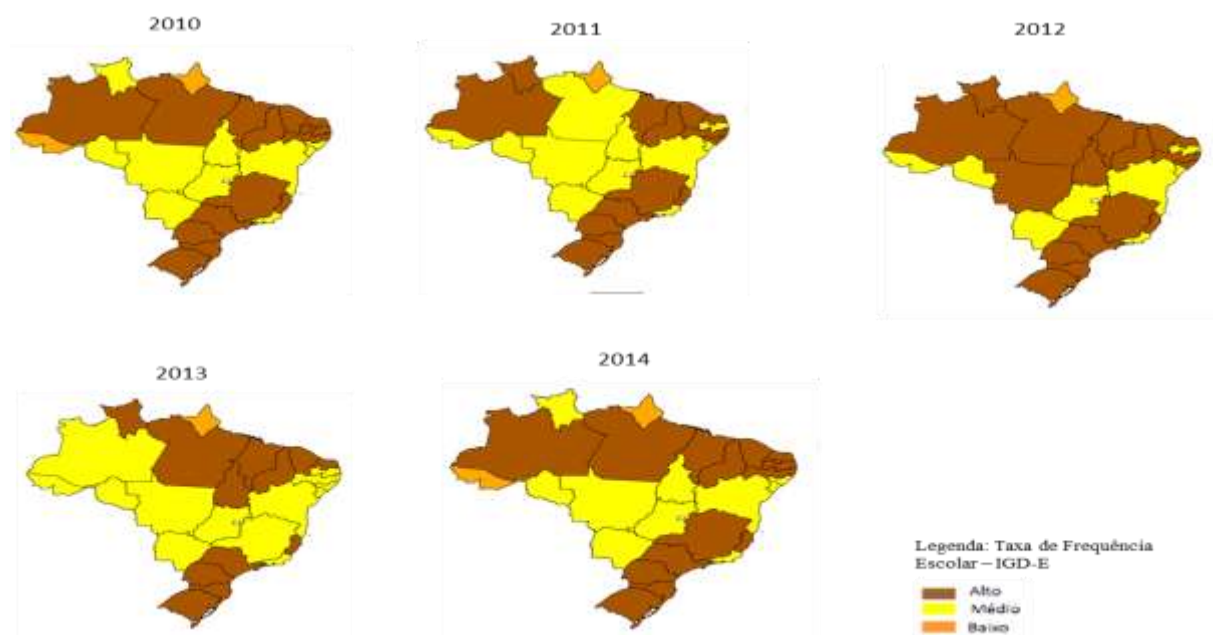 2010
2011
2012
2013
2014
Legenda: Taxa de Frequência
Escolar – IGD-E
Alto
Médio
Baixo